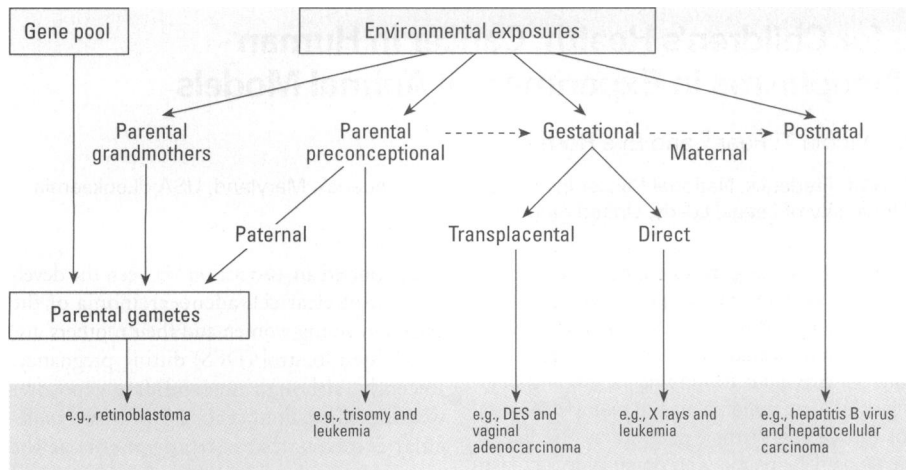 Gene pool
Environmental exposures
Parental
grandmothers
Parental
preconceptional
Gestational
Maternal
Postnatal
Paternal
Transplacental
Direct
Parental gametes
e.g., retinoblastoma
e.g., trisomy and
leukemia
e.g., DES and
vaginal
adenocarcinoma
e.g., X rays and
leukemia
e.g., hepatitis B virus
and hepatocellular
carcinoma